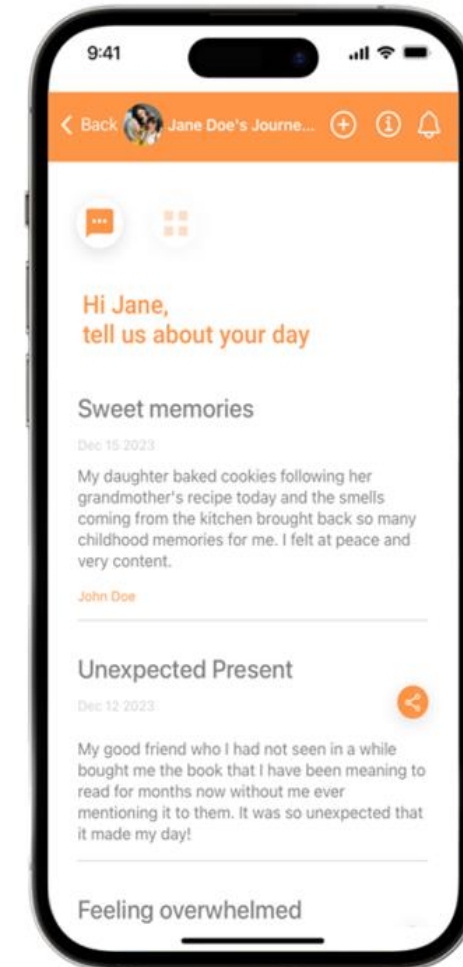 9:41
Back Jane Doe's Journe...
Hi Jane,
tell us about your day
Sweet memories
Dec 15 2023
My daughter baked cookies following her
grandmother's recipe today and the smells
coming from the kitchen brought back so many
childhood memories for me. I felt at peace and
very content.
John Doe
Unexpected Present
Dec 12 2023
My good friend who I had not seen in a while
bought me the book that I have been meaning to
read for months now without me ever
mentioning it to them. It was so unexpected that
it made my day!
Feeling overwhelmed